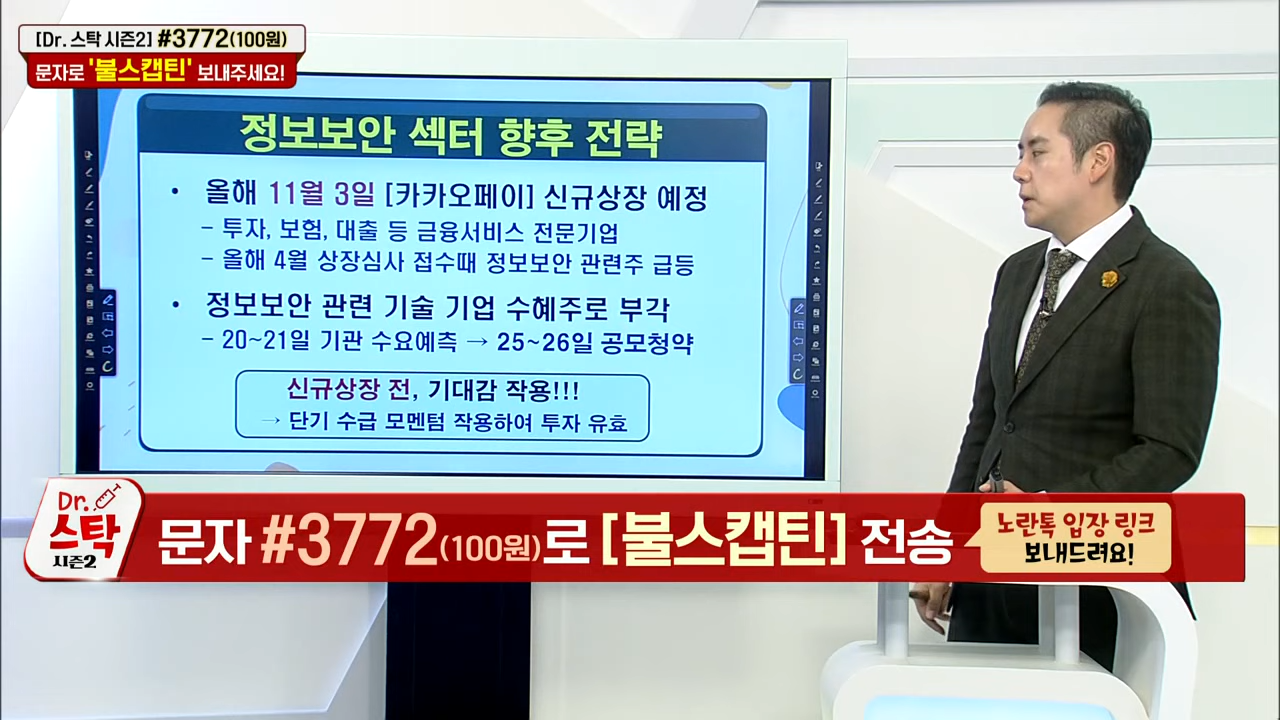 [Dr. 스탁 시즌2] #3772(100원)
문자로 '불스캡틴' 보내주세요!
정보보안 섹터 향후 전략
• 올해 11월 3일 [카카오페이] 신규상장 예정
- 투자, 보험, 대출 등 금융서비스 전문기업
- 올해 4월 상장심사 접수때 정보보안 관련주 급등
• 정보보안 관련 기술 기업 수혜주로 부각
- 20~21일 기관 수요예측 → 25~26일 공모청약
신규상장 전, 기대감 작용!!!
→ 단기 수급 모멘텀 작용하여 투자 유효
Dr.
스탁
시즌2
문자 #3772(100원)로 [불스캡틴] 전송
노란톡 입장 링크
보내드려요!